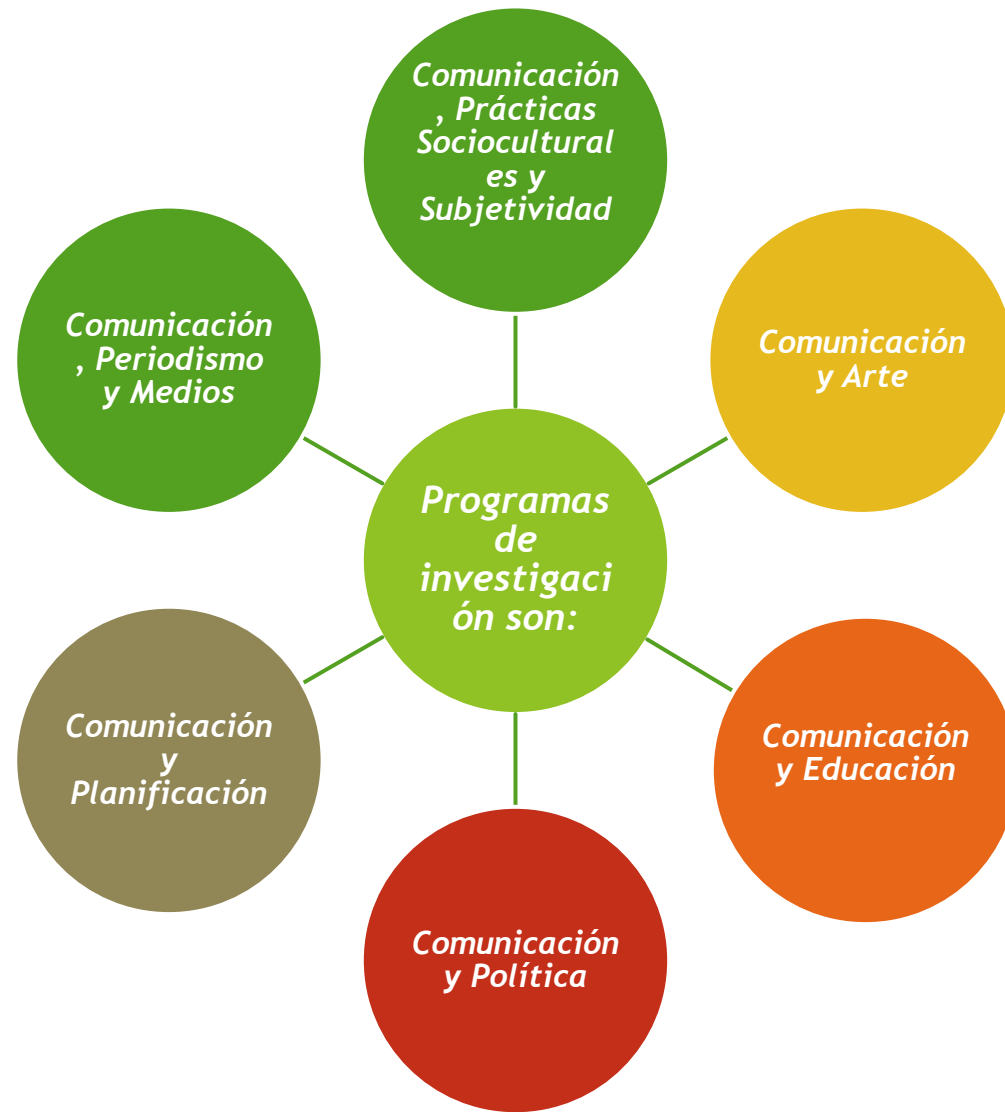 Comunicación
, Prácticas
Sociocultural
es y
Subjetividad
Comunicación
y Arte
Comunicación
y Educación
Comunicación
y Política
Comunicación
y
Planificación
Comunicación
, Periodismo
y Medios
Programas
de
investigaci
ón son: